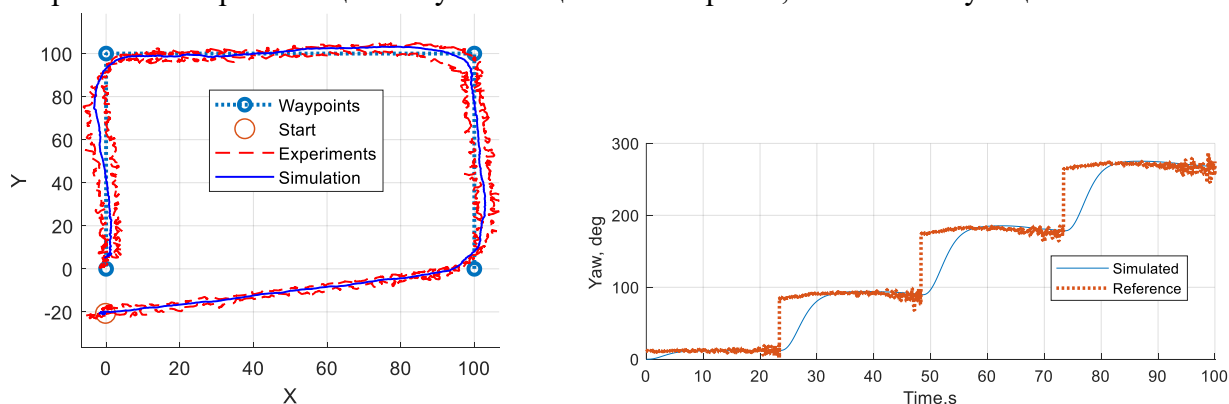 100
80
60
40
20
0
-20
Y
0 20 40 60 80 100
X
Waypoints
Start
Experiments
Simulation
300
200
100
0
Yaw, deg
0 10 20 30 40 50 60 70 80 90 100
Time,s
Simulated
Reference